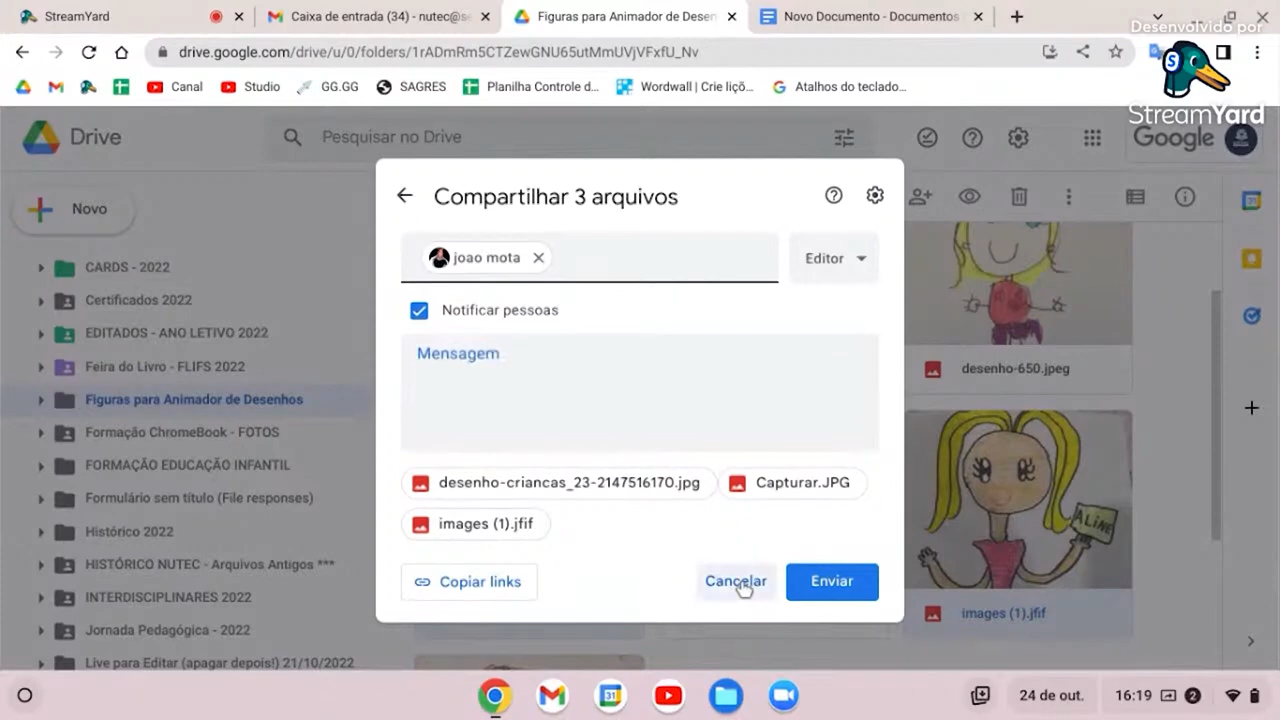 StreamYard
Caixa de entrada (34) - nutec@se
Figuras para Animador de Desen
Novo Documento - Documentos
Desenvolvido por
drive.google.com/drive/u/0/folders/1rADmRm5CTZewGNU65utMmUVjVFxfU_Nv
Canal
Studio
GG.GG
SAGRES
Planilha Controle d...
Wordwall | Crie liçõ...
Atalhos do teclado...
StreamYard
Drive
Pesquisar no Drive
Google
Novo
Compartilhar 3 arquivos
joao mota
Editor
Notificar pessoas
Mensagem
desenho-criancas_23-2147516170.jpg
Capturar.JPG
images (1).jfif
Copiar links
Cancelar
Enviar
CARDS - 2022
Certificados 2022
EDITADOS - ANO LETIVO 2022
Feira do Livro - FLIFS 2022
Figuras para Animador de Desenhos
Formação ChromeBook - FOTOS
FORMAÇÃO EDUCAÇÃO INFANTIL
Formulário sem título (File responses)
Histórico 2022
HISTÓRICO NUTEC - Arquivos Antigos ***
INTERDISCIPLINARES 2022
Jornada Pedagógica - 2022
Live para Editar (apagar depois!) 21/10/2022
desenho-650.jpeg
ALINE
images (1).jfif
24 de out.
16:19
2